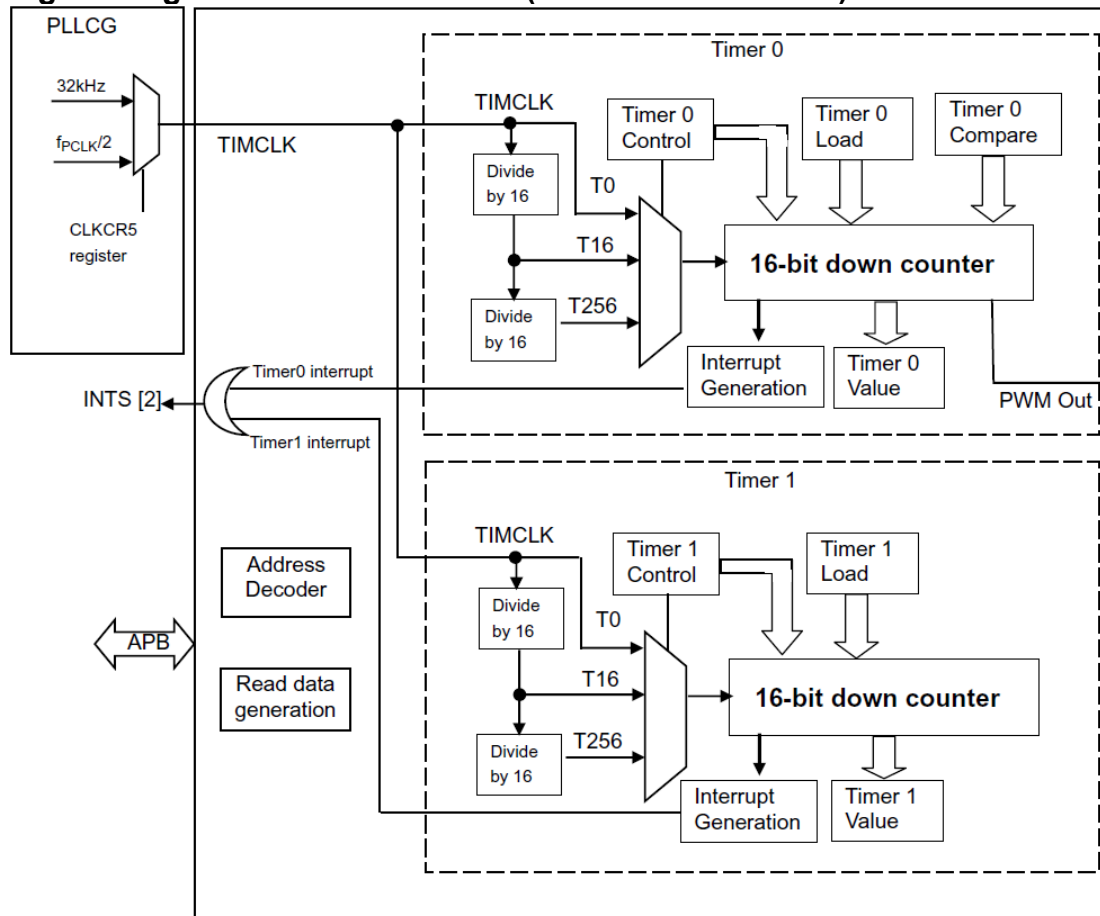 PLLCG
32kHz
fPCLK/2
CLKCR5
register
TIMCLK
Timer 0
TIMCLK
Divide
by 16
Divide
by 16
T0
T16
T256
Timer 0
Control
Timer 0
Load
Timer 0
Compare
16-bit down counter
Interrupt
Generation
Timer 0
Value
PWM Out
INTS [2]
Timer0 interrupt
Timer1 interrupt
Timer 1
TIMCLK
Divide
by 16
Divide
by 16
T0
T16
T256
Timer 1
Control
Timer 1
Load
16-bit down counter
Interrupt
Generation
Timer 1
Value
Address
Decoder
APB
Read data
generation